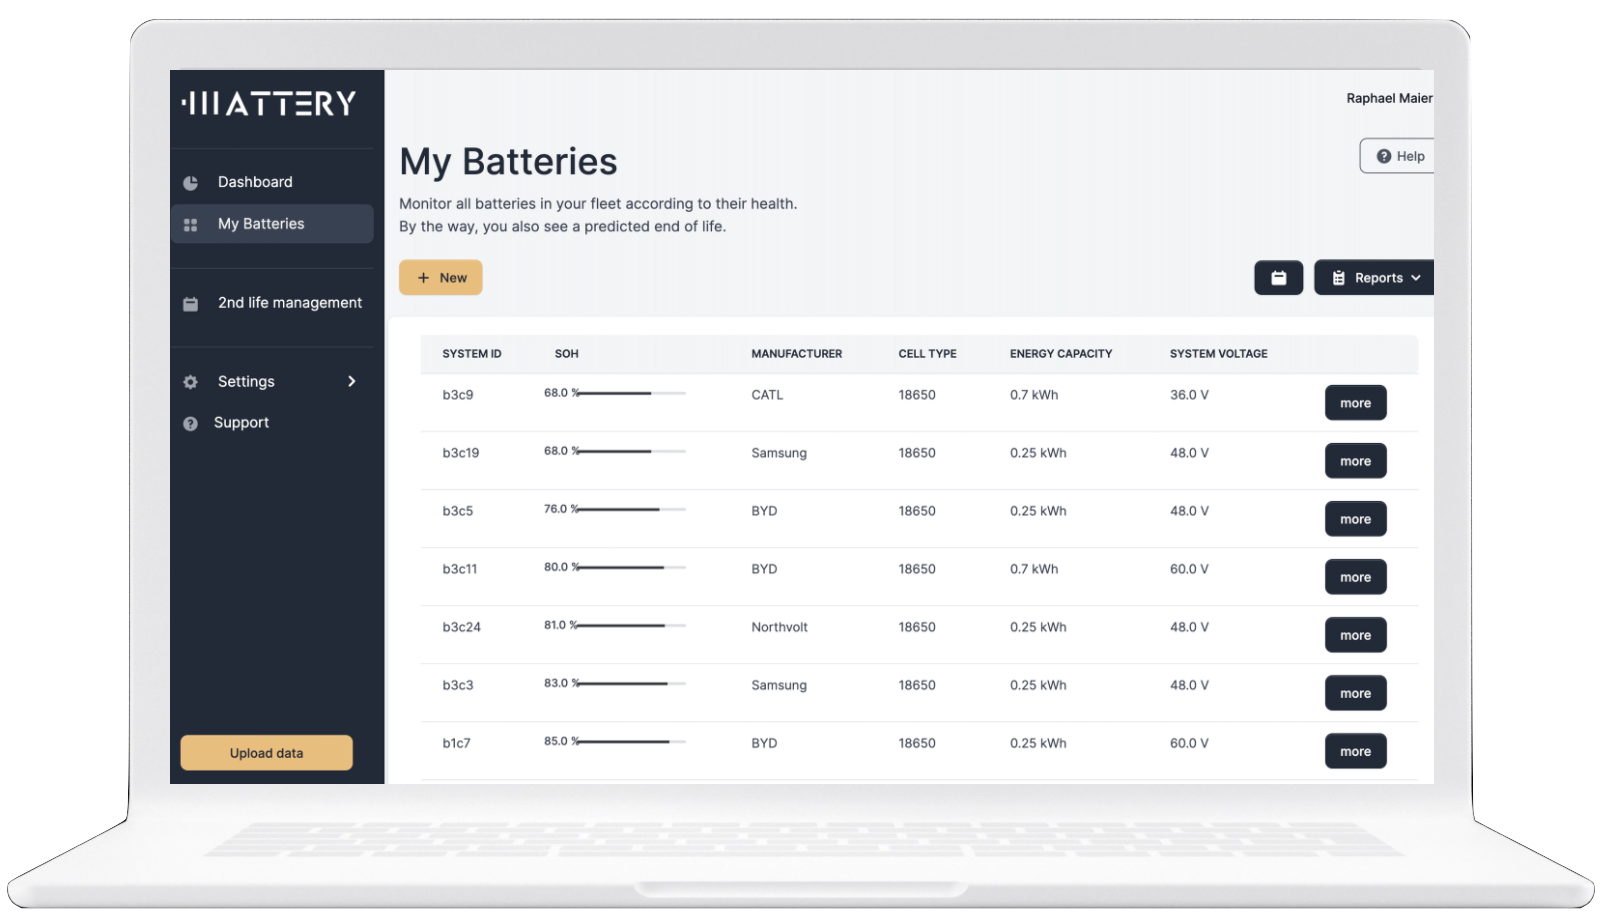 MATTERY
Raphael Maier
My Batteries
Help
Monitor all batteries in your fleet according to their health.
By the way, you also see a predicted end of life.
+ New
Reports
Dashboard
My Batteries
2nd life management
Settings
Support
Upload data
SYSTEM ID SOH MANUFACTURER CELL TYPE ENERGY CAPACITY SYSTEM VOLTAGE
b3c9 68.0 % CATL 18650 0.7 kWh 36.0 V more
b3c19 68.0 % Samsung 18650 0.25 kWh 48.0 V more
b3c5 76.0 % BYD 18650 0.25 kWh 48.0 V more
b3c11 80.0 % BYD 18650 0.7 kWh 60.0 V more
b3c24 81.0 % Northvolt 18650 0.25 kWh 48.0 V more
b3c3 83.0 % Samsung 18650 0.25 kWh 48.0 V more
b1c7 85.0 % BYD 18650 0.25 kWh 60.0 V more